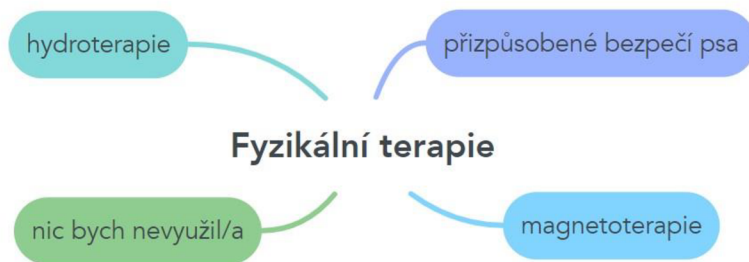 hydroterapie
přizpůsobené bezpečí psa
Fyzikální terapie
nic bych nevyužil/a
magnetoterapie